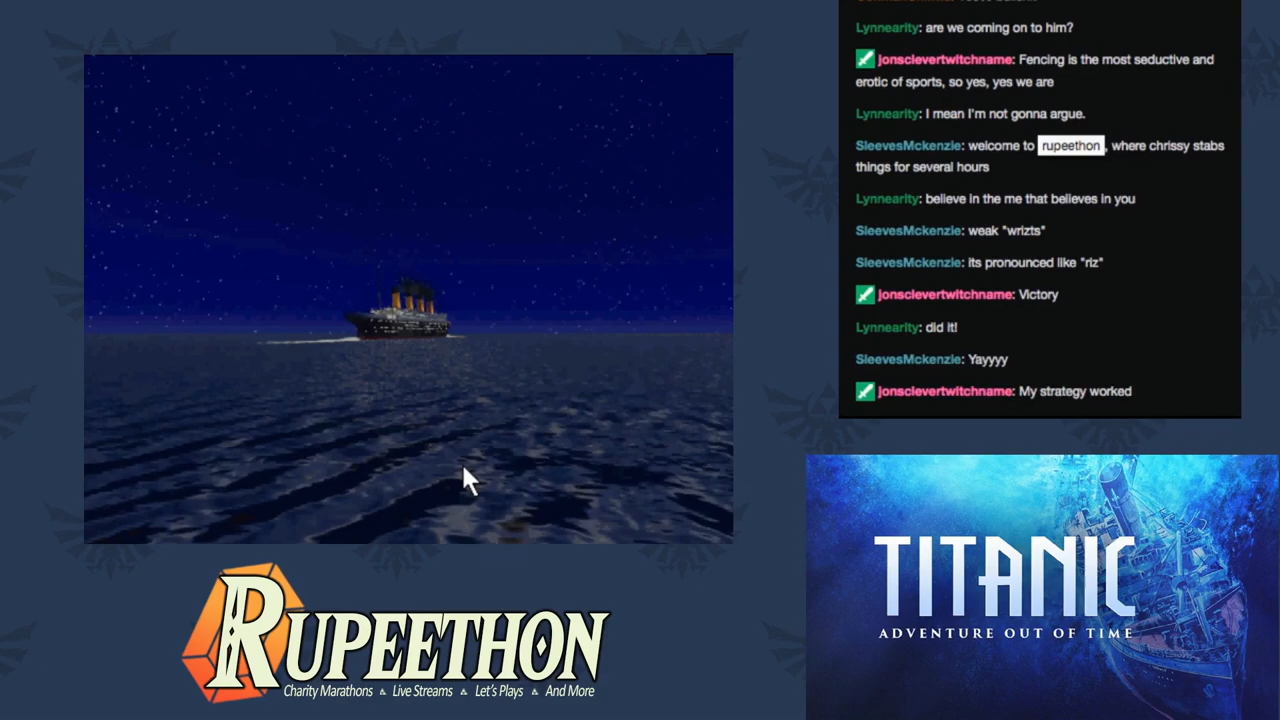 Lynnearity: are we coming on to him?
jonsclevertwitchname: Fencing is the most seductive and
erotic of sports, so yes, yes we are
Lynnearity: I mean I'm not gonna argue.
SleevesMckenzie: welcome to rupeethon, where chrissy stabs
things for several hours
Lynnearity: believe in the me that believes in you
SleevesMckenzie: weak "wrizts"
SleevesMckenzie: its pronounced like "riz"
jonsclevertwitchname: Victory
Lynnearity: did it!
SleevesMckenzie: Yayyyy
jonsclevertwitchname: My strategy worked
TITANIC
ADVENTURE OUT OF TIME
RUPEETHON
Charity Marathons Live Streams Let's Plays And More